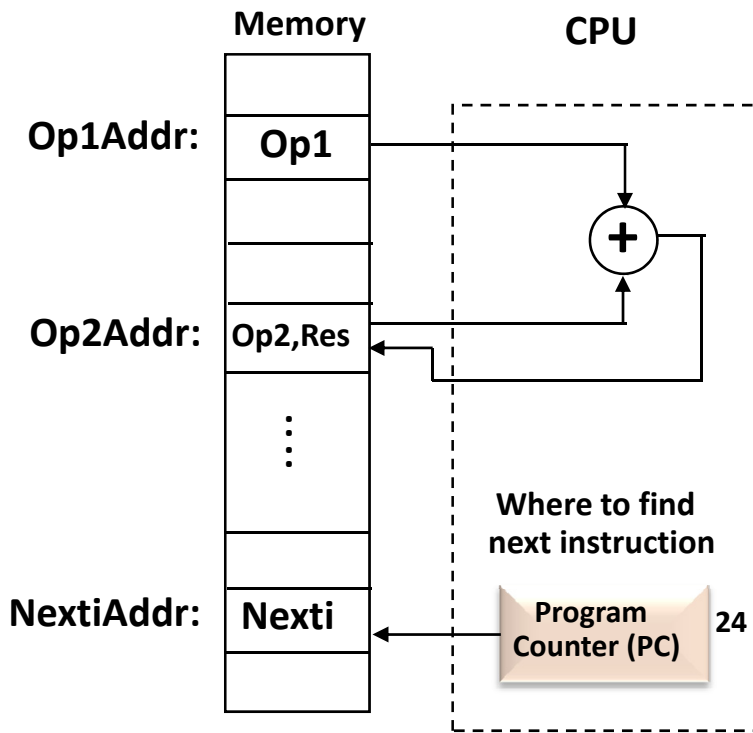 Memory
CPU
Op1Addr:
Op1
+
Op2Addr:
Op2,Res
Where to find
next instruction
NextiAddr:
Nexti
Program
Counter (PC)
24